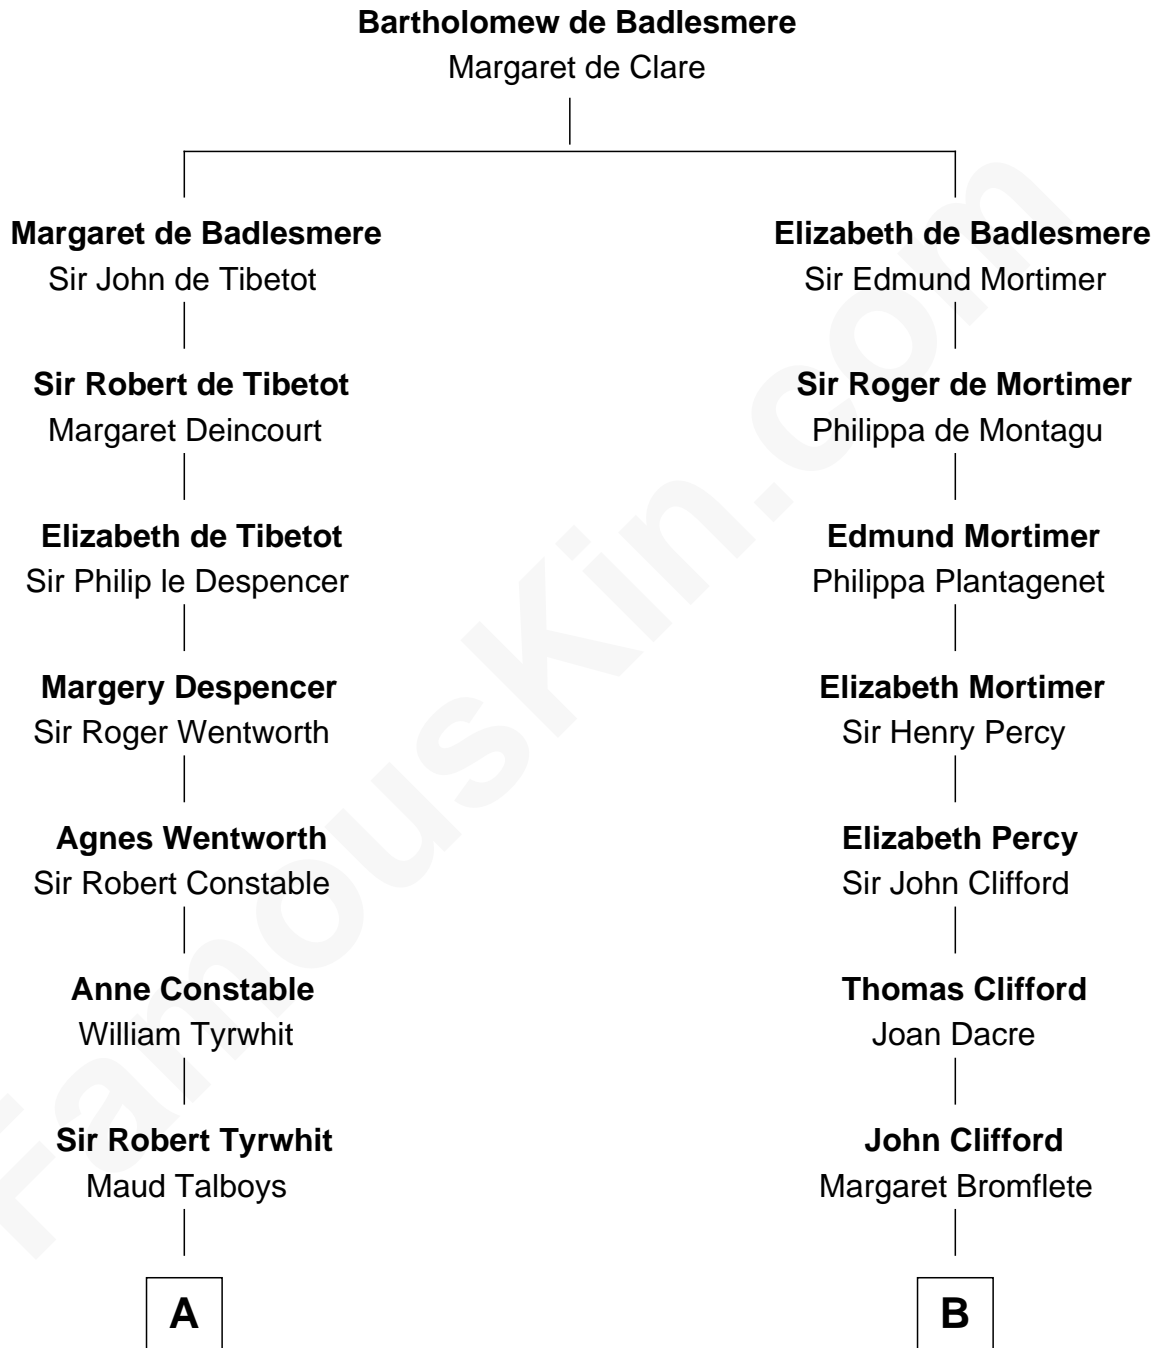 Bartholomew de Badlesmere
Margaret de Clare
Margaret de Badlesmere
Sir John de Tibetot
Elizabeth de Badlesmere
Sir Edmund Mortimer
Sir Robert de Tibetot
Margaret Deincourt
Sir Roger de Mortimer
Philippa de Montagu
Elizabeth de Tibetot
Sir Philip le Despencer
Edmund Mortimer
Philippa Plantagenet
Margery Despencer
Sir Roger Wentworth
Elizabeth Mortimer
Sir Henry Percy
Agnes Wentworth
Sir Robert Constable
Elizabeth Percy
Sir John Clifford
Anne Constable
William Tyrwhit
Thomas Clifford
Joan Dacre
Sir Robert Tyrwhit
Maud Talboys
John Clifford
Margaret Bromflete
A
B
FamousKin.com